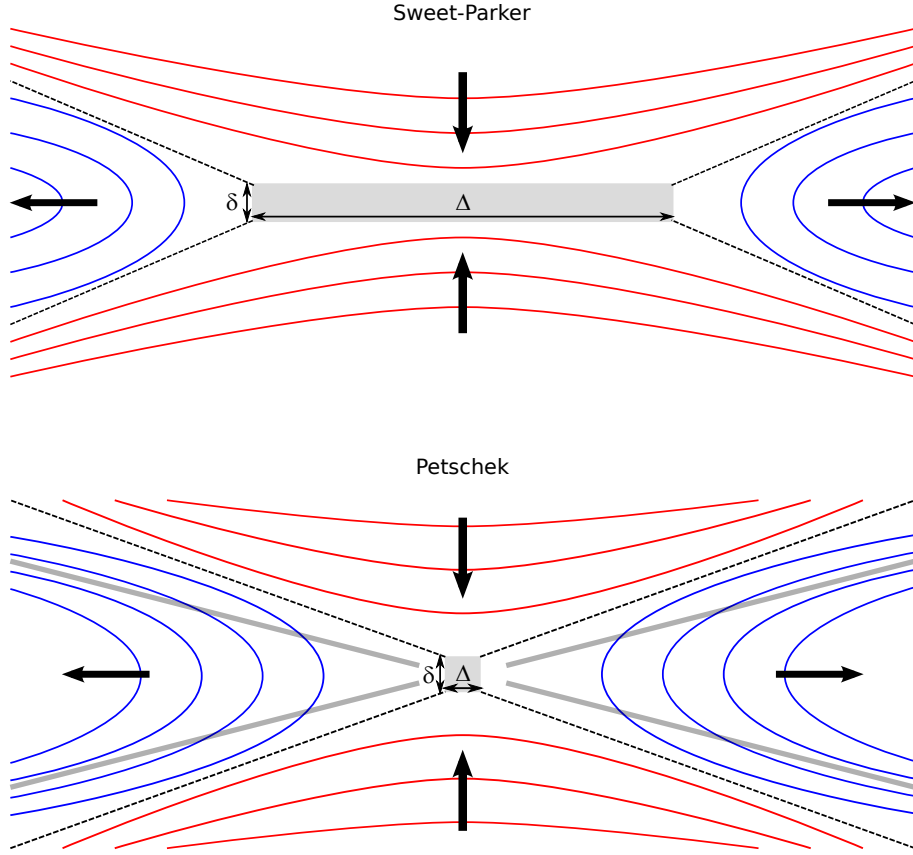 Sweet-Parker
δ
Δ
Petschek
δ
Δ